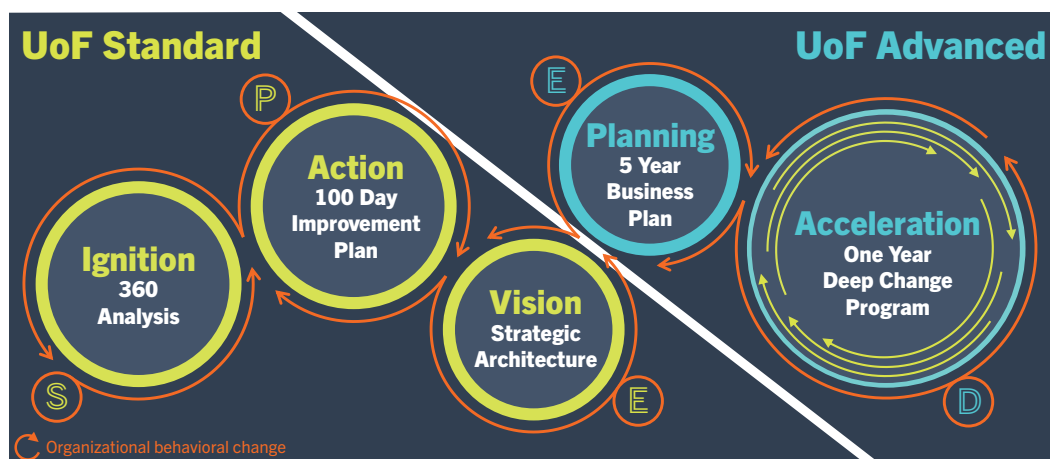 UoF Standard
UoF Advanced
S
Ignition
360
Analysis
P
Action
100 Day
Improvement
Plan
Vision
Strategic
Architecture
E
E
Planning
5 Year
Business
Plan
Acceleration
One Year
Deep Change
Program
D
Organizational behavioral change